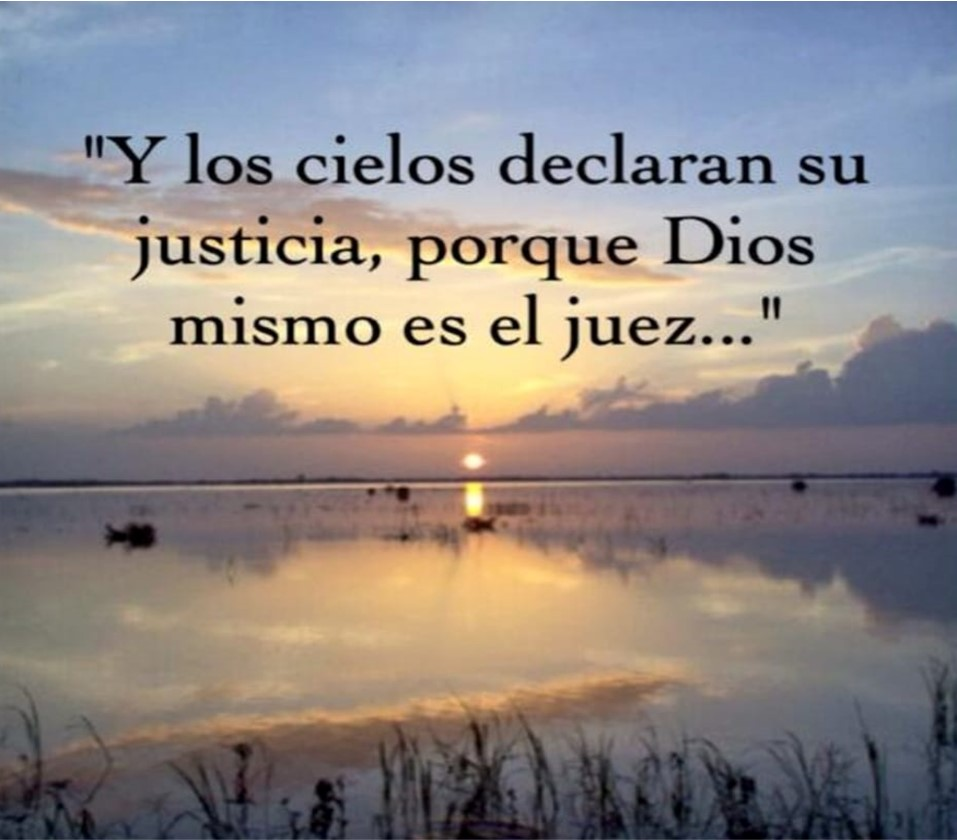 "Y los cielos declaran su
justicia, porque Dios
mismo es el juez..."